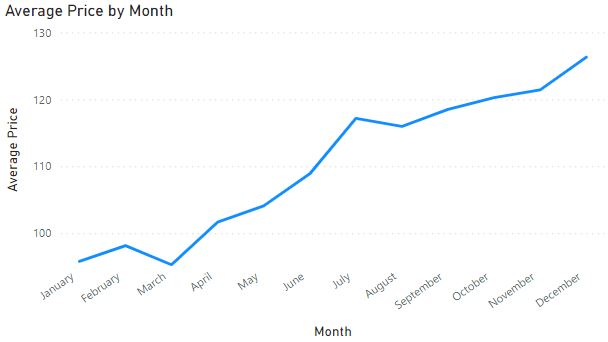 Average Price by Month
Average Price
130
120
110
100
January
February
March
April
May
June
July
August
September
October
November
December
Month